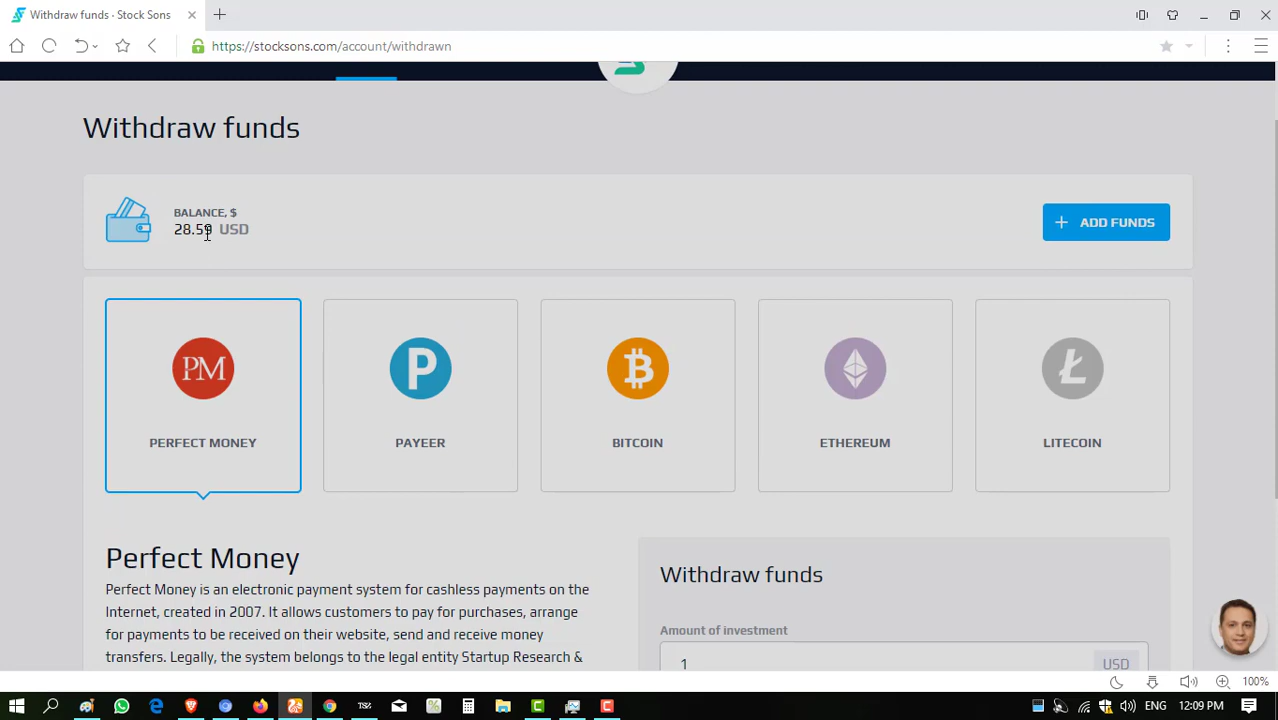 Withdraw funds · Stock Sons
https://stocksons.com/account/withdrawn
Withdraw funds
BALANCE, $
28.59 USD
+ ADD FUNDS
PM
PERFECT MONEY
P
PAYEER
BITCOIN
ETHEREUM
LITECOIN
Perfect Money
Perfect Money is an electronic payment system for cashless payments on the
Internet, created in 2007. It allows customers to pay for purchases, arrange
for payments to be received on their website, send and receive money
transfers. Legally, the system belongs to the legal entity Startup Research &
Withdraw funds
Amount of investment
1
USD
100%
ENG
12:09 PM